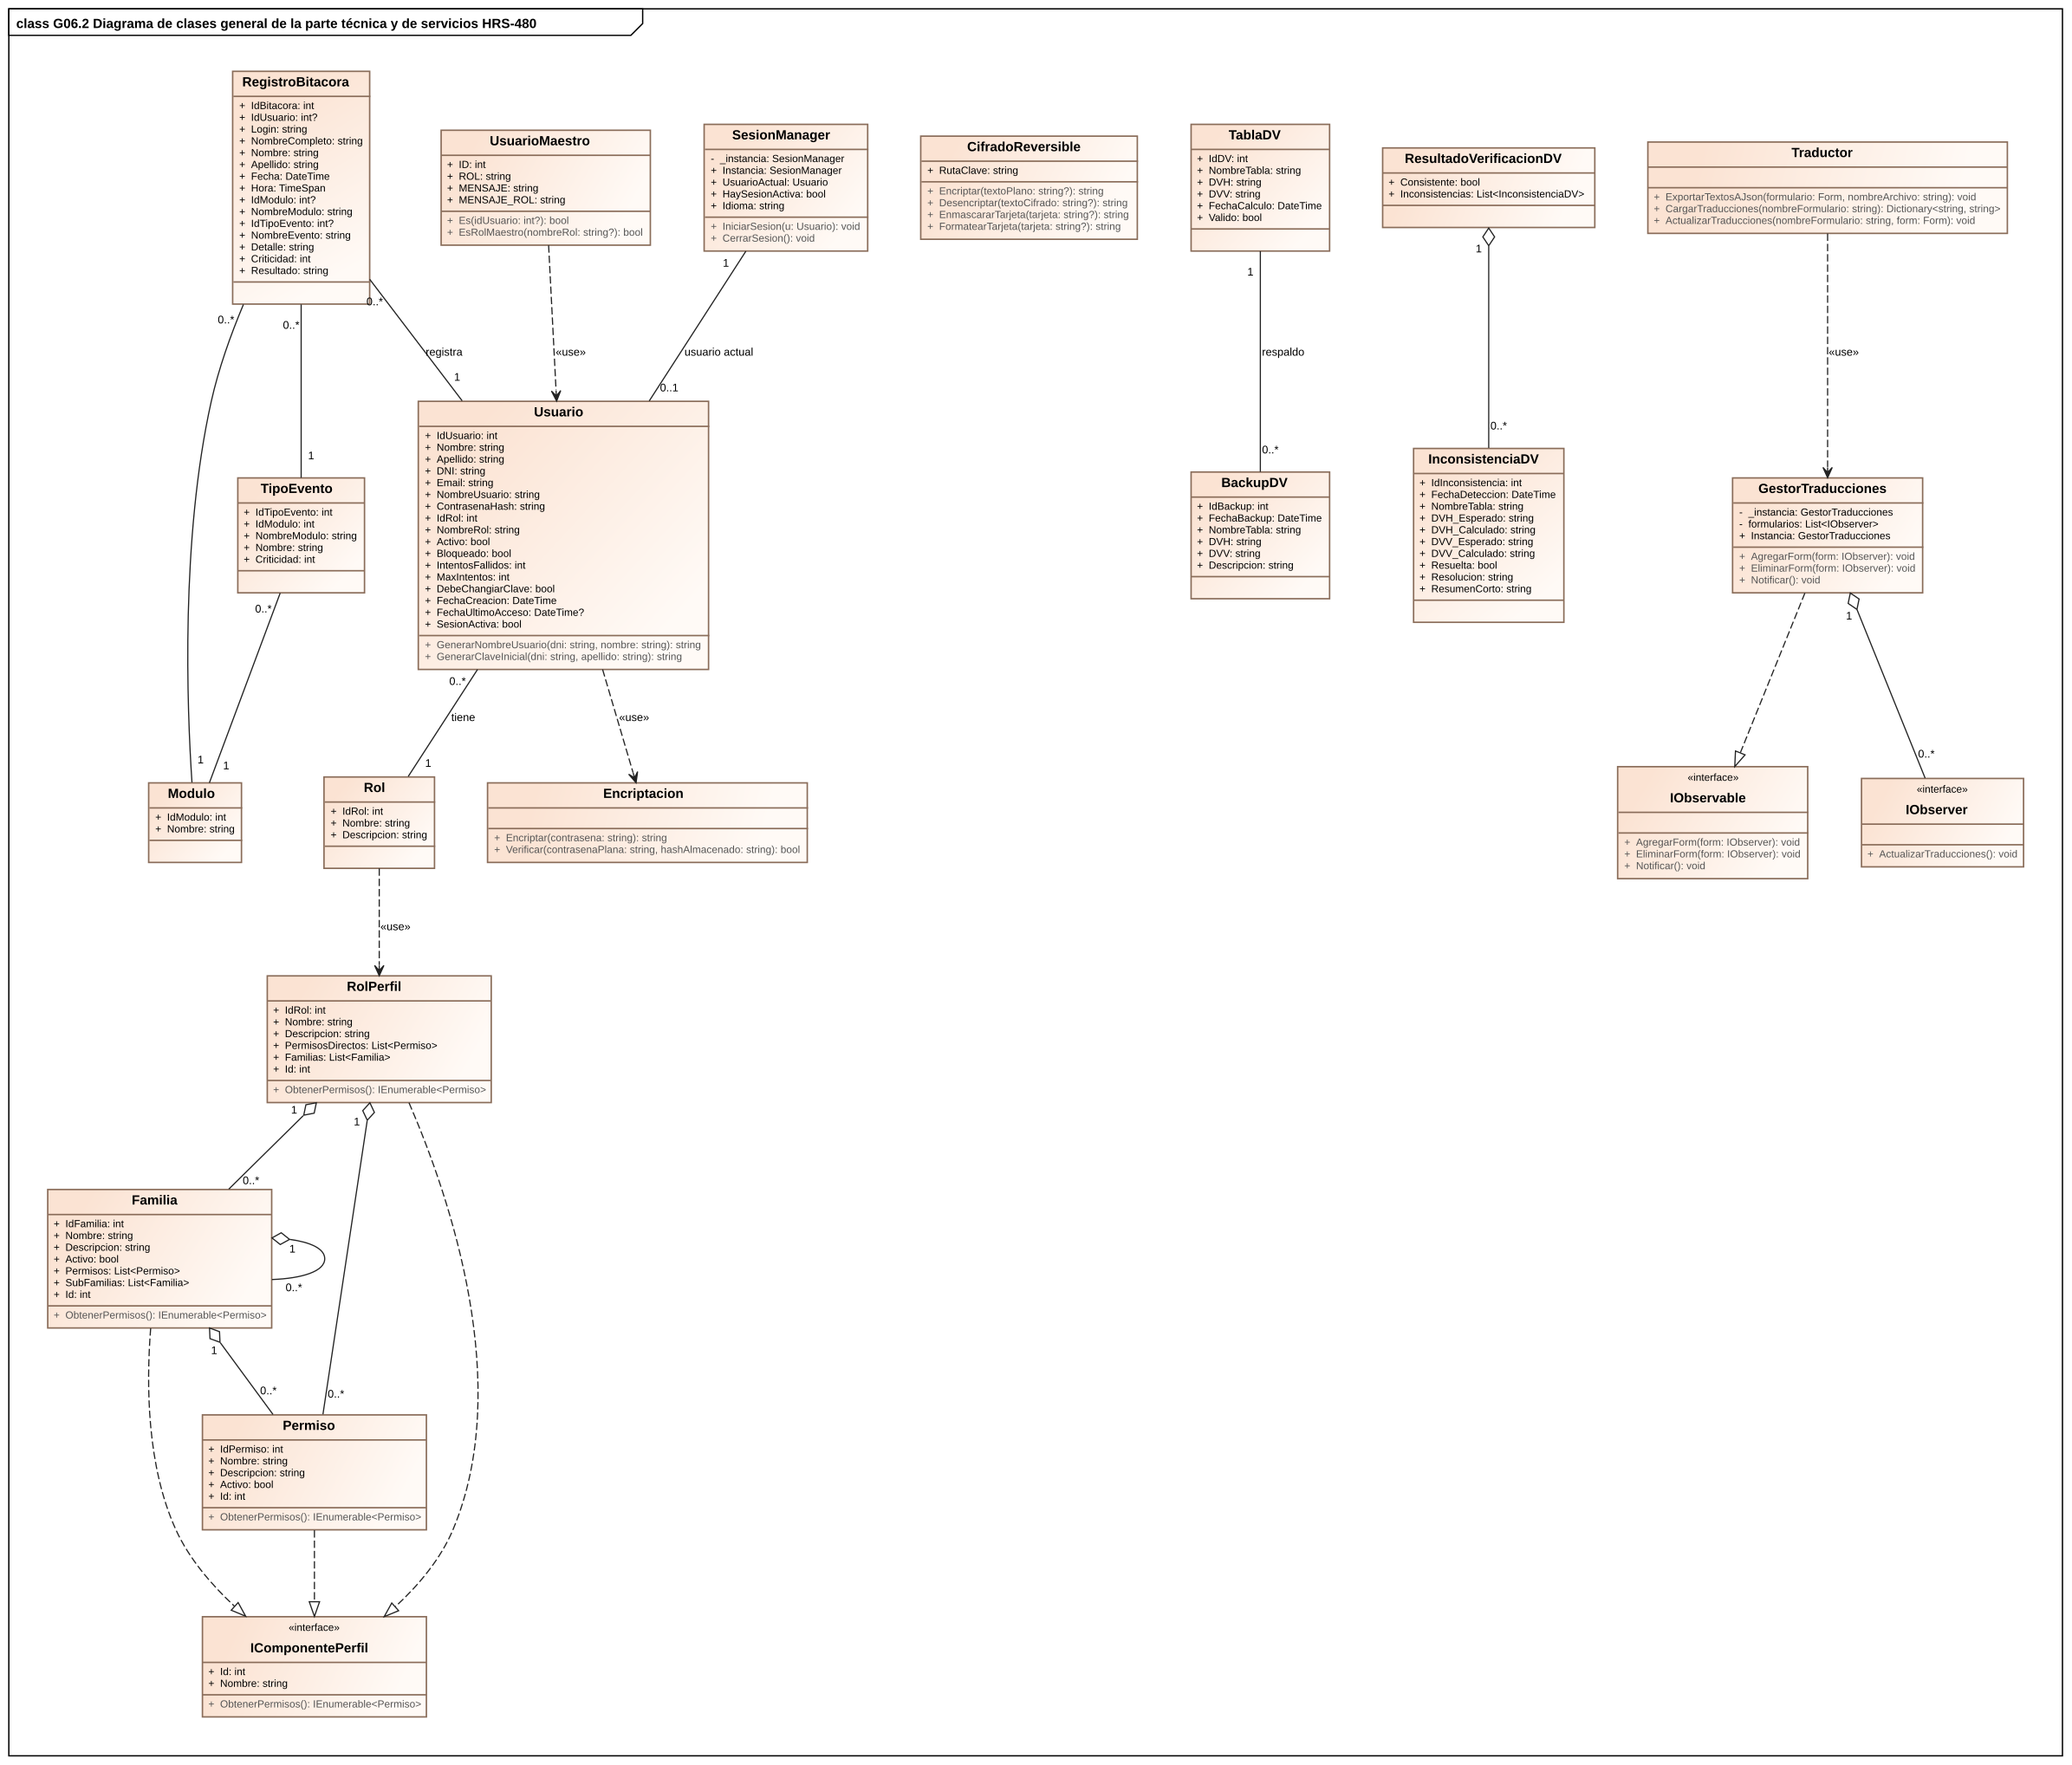 class G06.2 Diagrama de clases general de la parte técnica y de servicios HRS-480
RegistroBitacora
+ IdBitacora: int
+ IdUsuario: int?
+ Login: string
+ NombreCompleto: string
+ Nombre: string
+ Apellido: string
+ Fecha: DateTime
+ Hora: TimeSpan
+ IdModulo: int?
+ NombreModulo: string
+ IdTipoEvento: int?
+ NombreEvento: string
+ Detalle: string
+ Criticidad: int
+ Resultado: string
UsuarioMaestro
+ ID: int
+ ROL: string
+ MENSAJE: string
+ MENSAJE_ROL: string
+ Es(idUsuario: int?): bool
+ EsRolMaestro(nombreRol: string?): bool
SesionManager
- _instancia: SesionManager
+ Instancia: SesionManager
+ UsuarioActual: Usuario
+ HaySesionActiva: bool
+ Idioma: string
+ IniciarSesion(u: Usuario): void
+ CerrarSesion(): void
CifradoReversible
+ RutaClave: string
+ Encriptar(textoPlano: string?): string
+ Desencriptar(textoCifrado: string?): string
+ EnmascararTarjeta(tarjeta: string?): string
+ FormatearTarjeta(tarjeta: string?): string
TablaDV
+ IdDV: int
+ NombreTabla: string
+ DVH: string
+ DVV: string
+ FechaCalculo: DateTime
+ Valido: bool
ResultadoVerificacionDV
+ Consistente: bool
+ Inconsistencias: List<InconsistenciaDV>
Traductor
+ ExportarTextosAJson(formulario: Form, nombreArchivo: string): void
+ CargarTraducciones(nombreFormulario: string): Dictionary<string, string>
+ ActualizarTraducciones(nombreFormulario: string, form: Form): void
0..*
0..*
0..*
1
1
1
registra
«use»
usuario actual
respaldo
«use»
1
0..1
1
0..*
0..*
Usuario
+ IdUsuario: int
+ Nombre: string
+ Apellido: string
+ DNI: string
+ Email: string
+ NombreUsuario: string
+ ContrasenaHash: string
+ IdRol: int
+ NombreRol: string
+ Activo: bool
+ Bloqueado: bool
+ IntentosFallidos: int
+ MaxIntentos: int
+ DebeChangiarClave: bool
+ FechaCreacion: DateTime
+ FechaUltimoAcceso: DateTime?
+ SesionActiva: bool
+ GenerarNombreUsuario(dni: string, nombre: string): string
+ GenerarClaveInicial(dni: string, apellido: string): string
TipoEvento
+ IdTipoEvento: int
+ IdModulo: int
+ NombreModulo: string
+ Nombre: string
+ Criticidad: int
BackupDV
+ IdBackup: int
+ FechaBackup: DateTime
+ NombreTabla: string
+ DVH: string
+ DVV: string
+ Descripcion: string
InconsistenciaDV
+ IdInconsistencia: int
+ FechaDeteccion: DateTime
+ NombreTabla: string
+ DVH_Esperado: string
+ DVH_Calculado: string
+ DVV_Esperado: string
+ DVV_Calculado: string
+ Resuelta: bool
+ Resolucion: string
+ ResumenCorto: string
GestorTraducciones
- _instancia: GestorTraducciones
- formularios: List<IObserver>
+ Instancia: GestorTraducciones
+ AgregarForm(form: IObserver): void
+ EliminarForm(form: IObserver): void
+ Notificar(): void
0..*
0..*
1
tiene
«use»
1
1
1
0..*
Modulo
+ IdModulo: int
+ Nombre: string
Rol
+ IdRol: int
+ Nombre: string
+ Descripcion: string
Encriptacion
+ Encriptar(contrasena: string): string
+ Verificar(contrasenaPlana: string, hashAlmacenado: string): bool
«interface»
IObservable
+ AgregarForm(form: IObserver): void
+ EliminarForm(form: IObserver): void
+ Notificar(): void
«interface»
IObserver
+ ActualizarTraducciones(): void
«use»
RolPerfil
+ IdRol: int
+ Nombre: string
+ Descripcion: string
+ PermisosDirectos: List<Permiso>
+ Familias: List<Familia>
+ Id: int
+ ObtenerPermisos(): IEnumerable<Permiso>
1
1
0..*
Familia
+ IdFamilia: int
+ Nombre: string
+ Descripcion: string
+ Activo: bool
+ Permisos: List<Permiso>
+ SubFamilias: List<Familia>
+ Id: int
+ ObtenerPermisos(): IEnumerable<Permiso>
1
0..*
1
0..*
0..*
Permiso
+ IdPermiso: int
+ Nombre: string
+ Descripcion: string
+ Activo: bool
+ Id: int
+ ObtenerPermisos(): IEnumerable<Permiso>
«interface»
IComponentePerfil
+ Id: int
+ Nombre: string
+ ObtenerPermisos(): IEnumerable<Permiso>